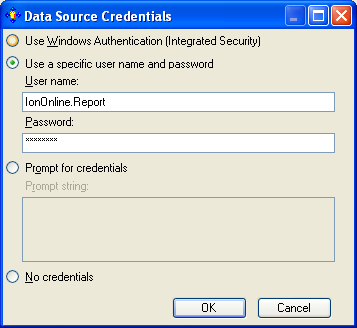 Data Source Credentials
Use Windows Authentication (Integrated Security)
Use a specific user name and password
User name:
IonOnline.Report
Password:
********
Prompt for credentials
Prompt string:
No credentials
OK
Cancel